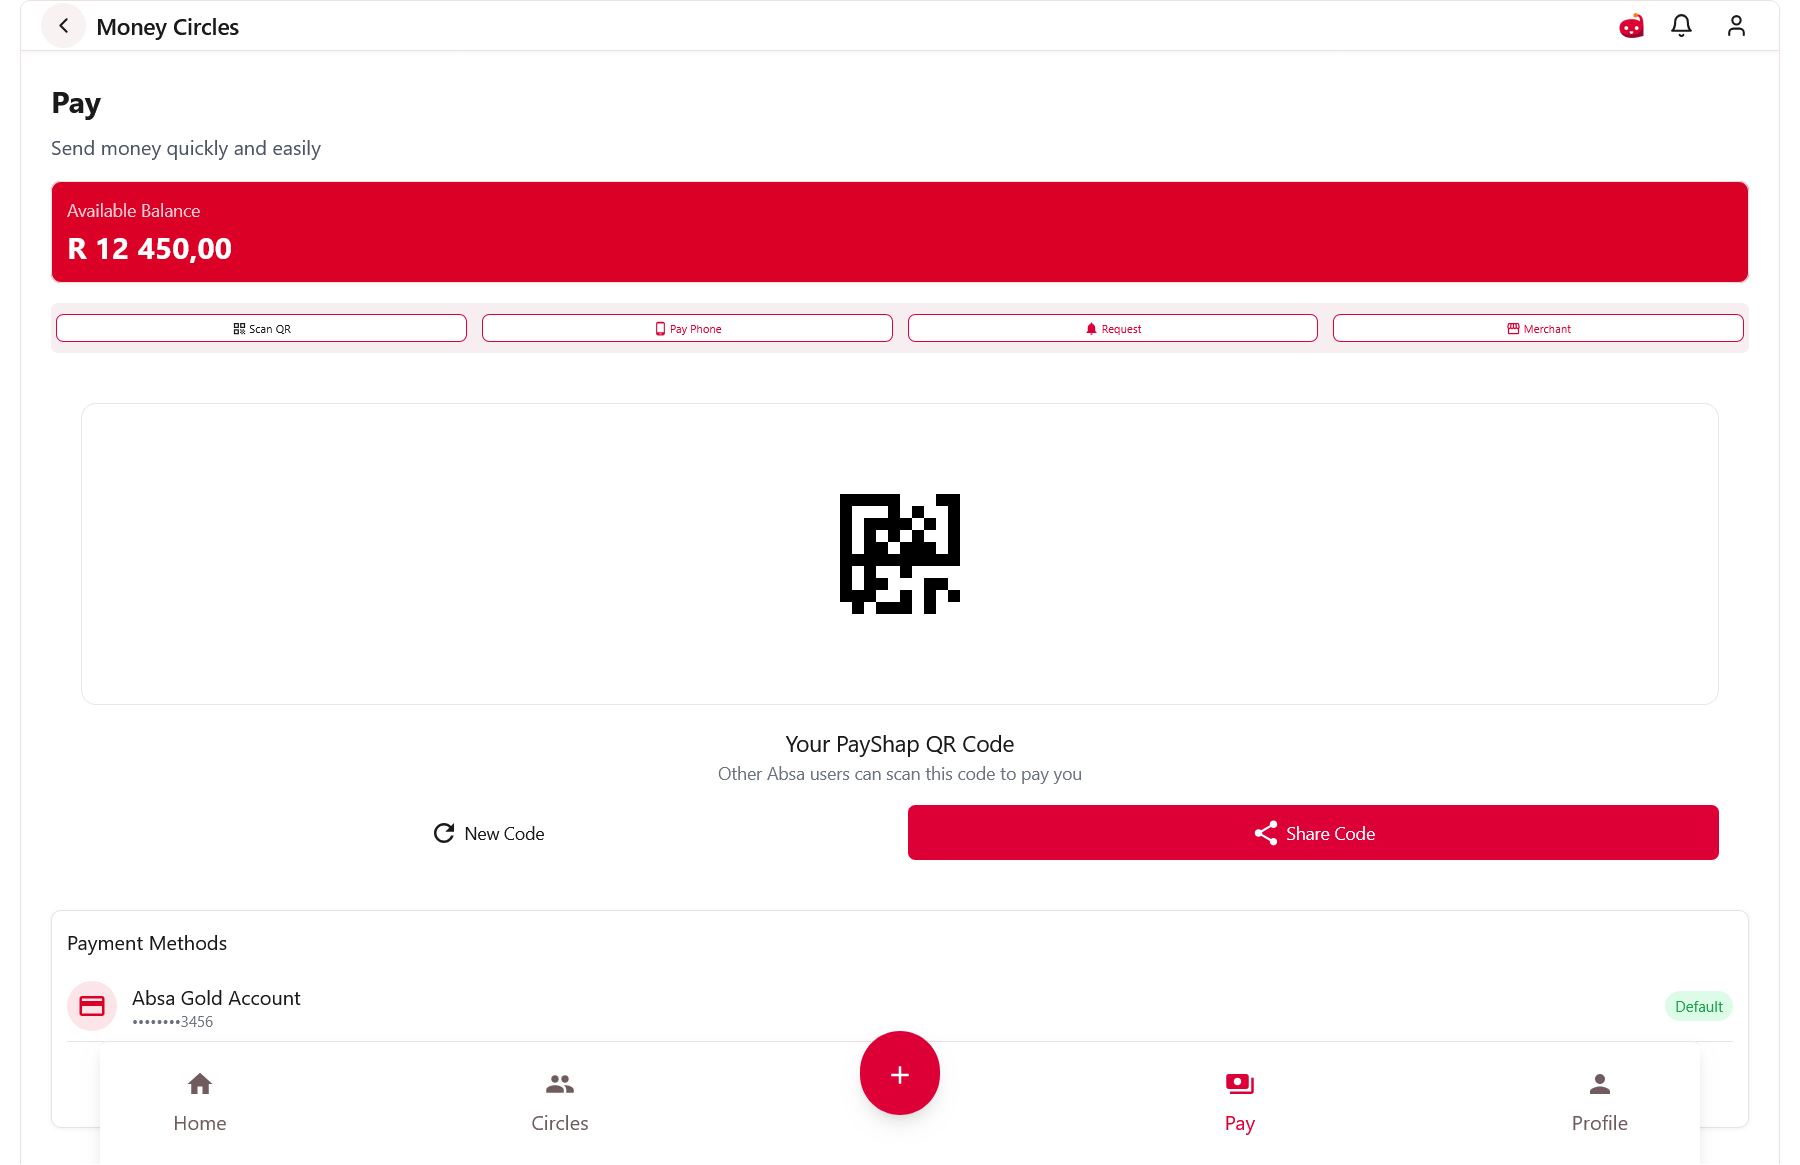 Money Circles
Pay
Send money quickly and easily
Available Balance
R 12 450,00
Scan QR
Pay Phone
Request
Merchant
Your PayShap QR Code
Other Absa users can scan this code to pay you
New Code
Share Code
Payment Methods
Absa Gold Account
••••••••3456
Default
Home
Circles
+
Pay
Profile